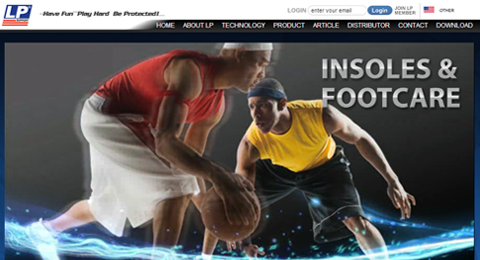 LP
"Have Fun" Play Hard Be Protected!...
LOGIN enter your email Login JOIN LP MEMBER OTHER
HOME ABOUT LP TECHNOLOGY PRODUCT ARTICLE DISTRIBUTOR CONTACT DOWNLOAD
INSOLES &
FOOTCARE